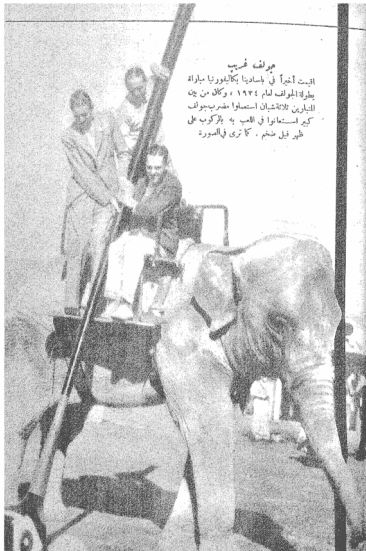 جولف غريب
اقيمت أخيراً في باسادينا بكاليفورنيا مباراة
بطولة الجولف لعام ١٩٣٤ ، وكان من بين
المتبارين ثلاثة شبان استعملوا مضرب جولف
كبير استعانوا في اللعب به بالركوب على
ظهر فيل ضخم . كما ترى في الصورة